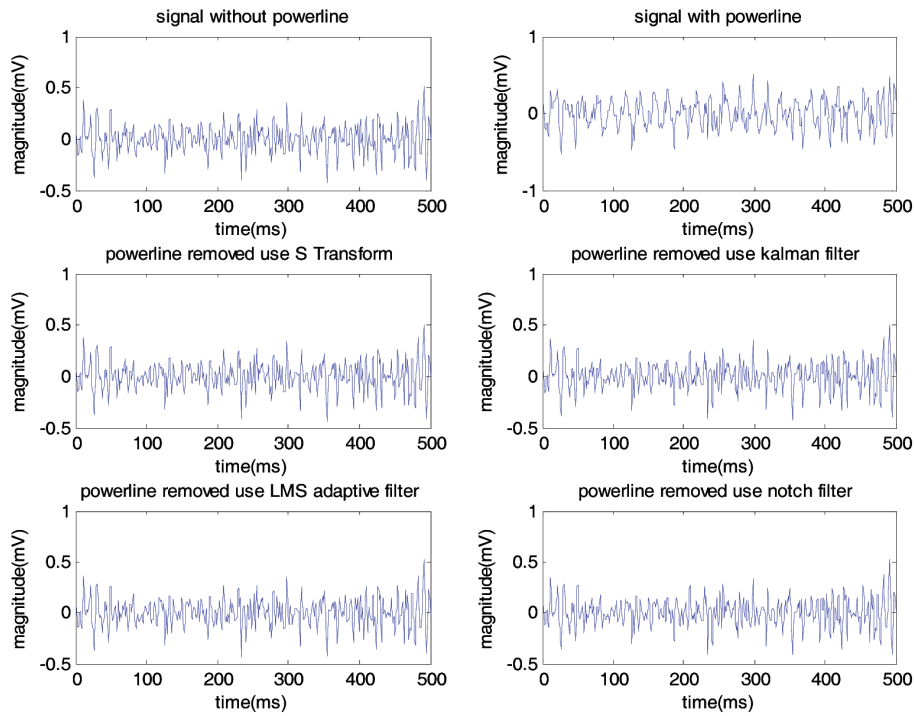 signal without powerline
1
0.5
0
-0.5
magnitude(mV)
0 100 200 300 400 500
time(ms)
signal with powerline
1
0
-1
magnitude(mV)
0 100 200 300 400 500
time(ms)
powerline removed use S Transform
1
0.5
0
-0.5
magnitude(mV)
0 100 200 300 400 500
time(ms)
powerline removed use kalman filter
1
0.5
0
-0.5
magnitude(mV)
0 100 200 300 400 500
time(ms)
powerline removed use LMS adaptive filter
1
0.5
0
-0.5
magnitude(mV)
0 100 200 300 400 500
time(ms)
powerline removed use notch filter
1
0.5
0
-0.5
magnitude(mV)
0 100 200 300 400 500
time(ms)